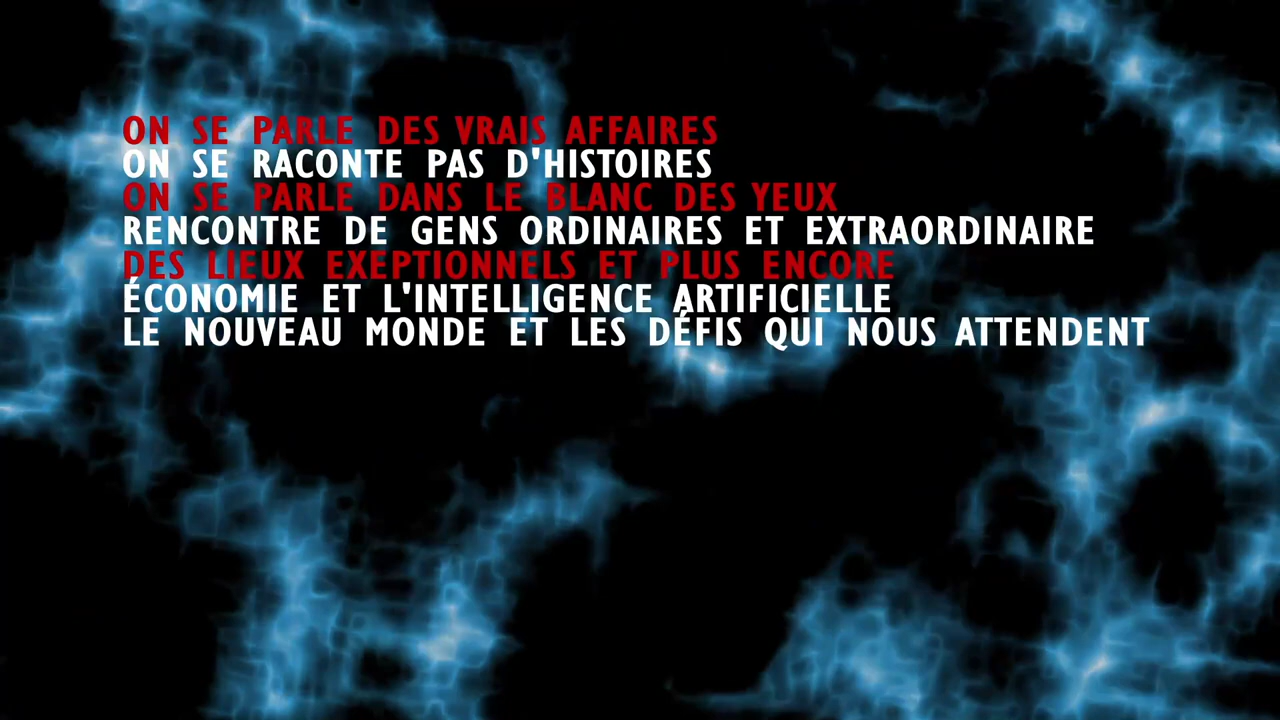 ON SE PARLE DES VRAIS AFFAIRES
ON SE RACONTE PAS D'HISTOIRES
ON SE PARLE DANS LE BLANC DES YEUX
RENCONTRE DE GENS ORDINAIRES ET EXTRAORDINAIRE
DES LIEUX EXEPTIONNELS ET PLUS ENCORE
ÉCONOMIE ET L'INTELLIGENCE ARTIFICIELLE
LE NOUVEAU MONDE ET LES DÉFIS QUI NOUS ATTENDENT